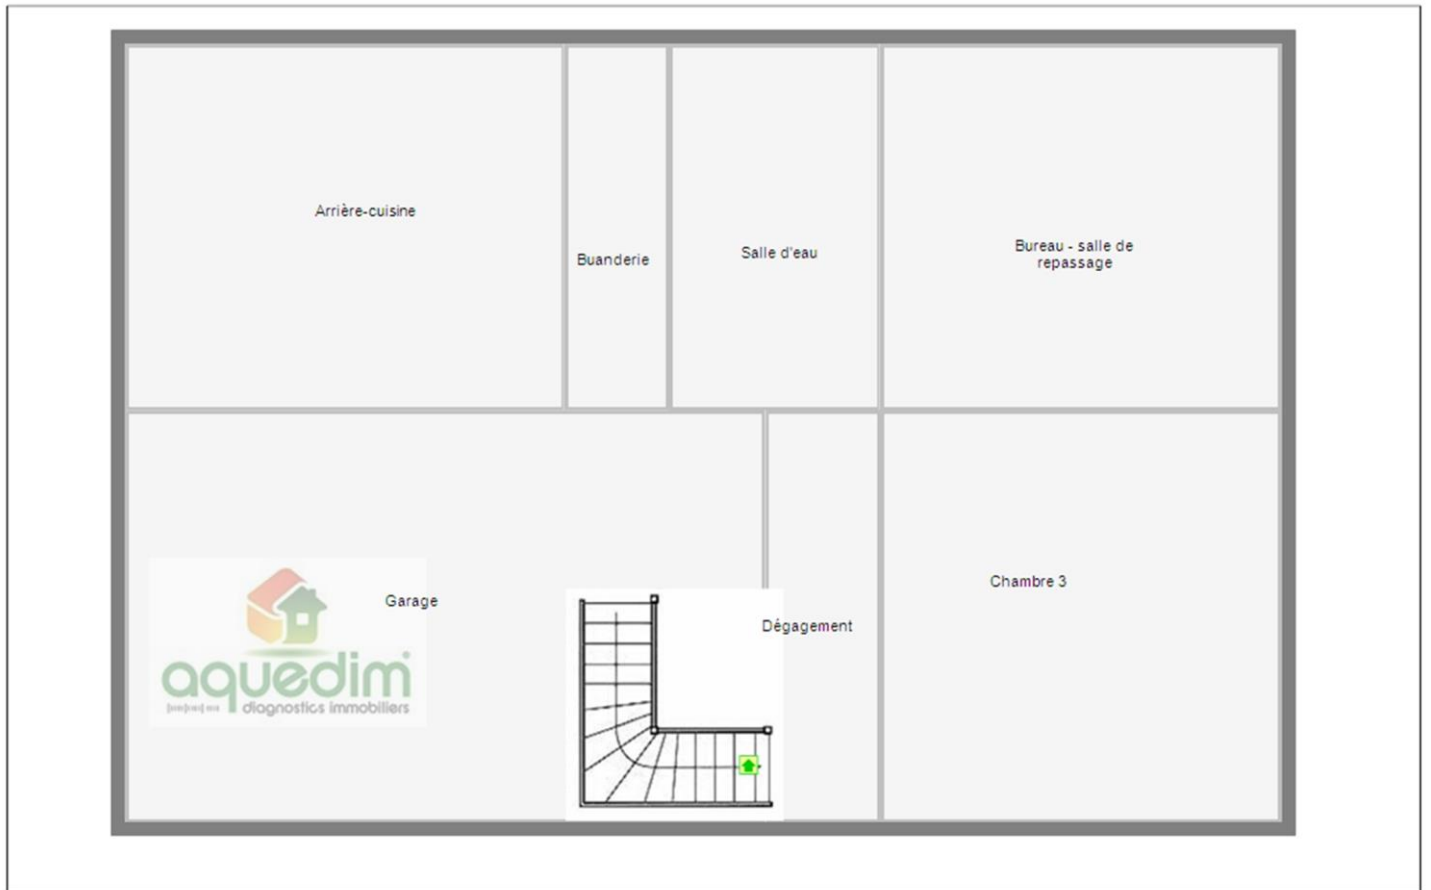 Arrière-cuisine
Buanderie
Salle d'eau
Bureau - salle de
repassage
Garage
Dégagement
Chambre 3
aquedim
diagnostics immobiliers